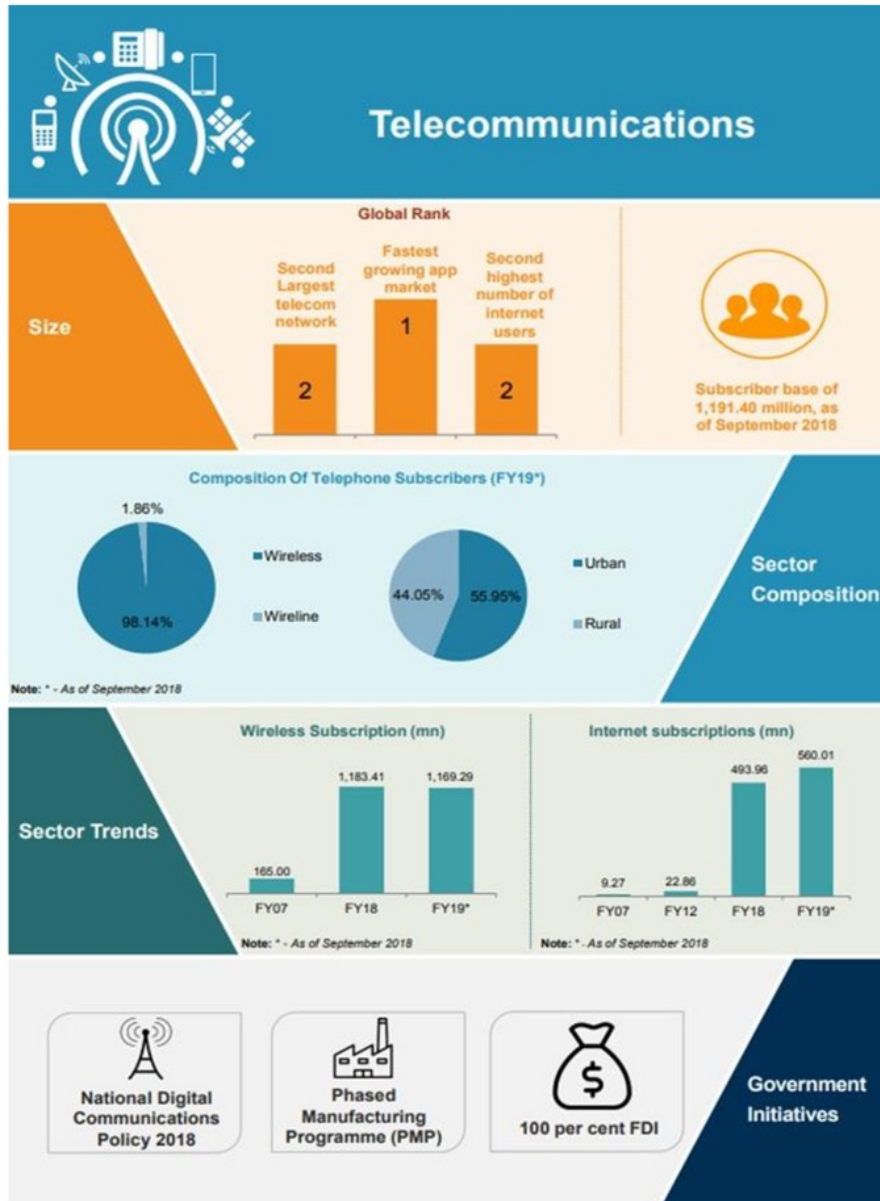 Telecommunications
Size
Global Rank
Second
Largest
telecom
network
Fastest
growing app
market
Second
highest
number of
internet
users
2
1
2
Subscriber base of
1,191.40 million, as
of September 2018
Composition Of Telephone Subscribers (FY19*)
1.86%
98.14%
Wireless
Wireline
44.05%
55.95%
Urban
Rural
Note: * - As of September 2018
Sector
Composition
Sector Trends
Wireless Subscription (mn)
165.00
1,183.41
1,169.29
FY07
FY18
FY19*
Note: * - As of September 2018
Internet subscriptions (mn)
9.27
22.86
493.96
560.01
FY07
FY12
FY18
FY19*
Note: * - As of September 2018
National Digital
Communications
Policy 2018
Phased
Manufacturing
Programme (PMP)
$
100 per cent FDI
Government
Initiatives